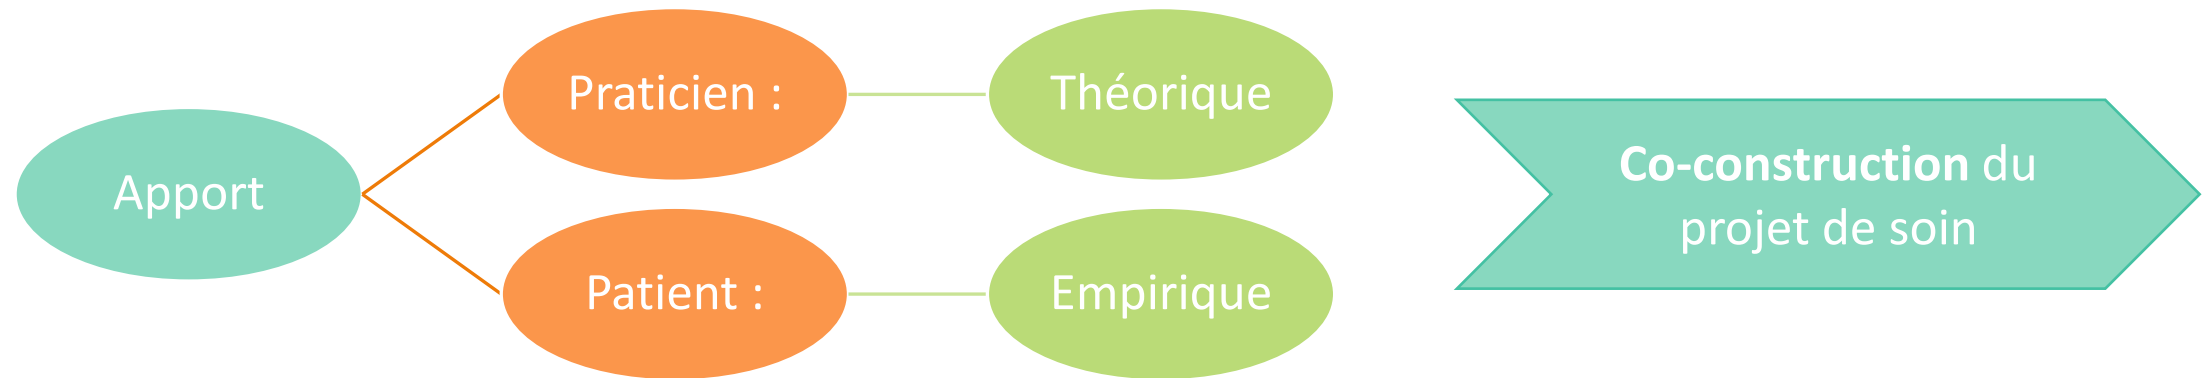 Apport
Praticien :
Théorique
Patient :
Empirique
Co-construction du
projet de soin